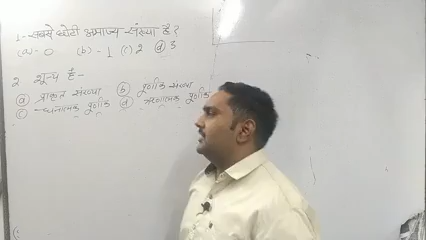 1 - सबसे छोटी अभाज्य संख्या है?
(a) - 0 (b) - 1 (c) 2 (d) 3
2 शून्य है -
(a) प्राकृत संख्या (b) पूर्णांक संख्या
(c) धनात्मक पूर्णांक (d) ऋणात्मक पूर्णांक